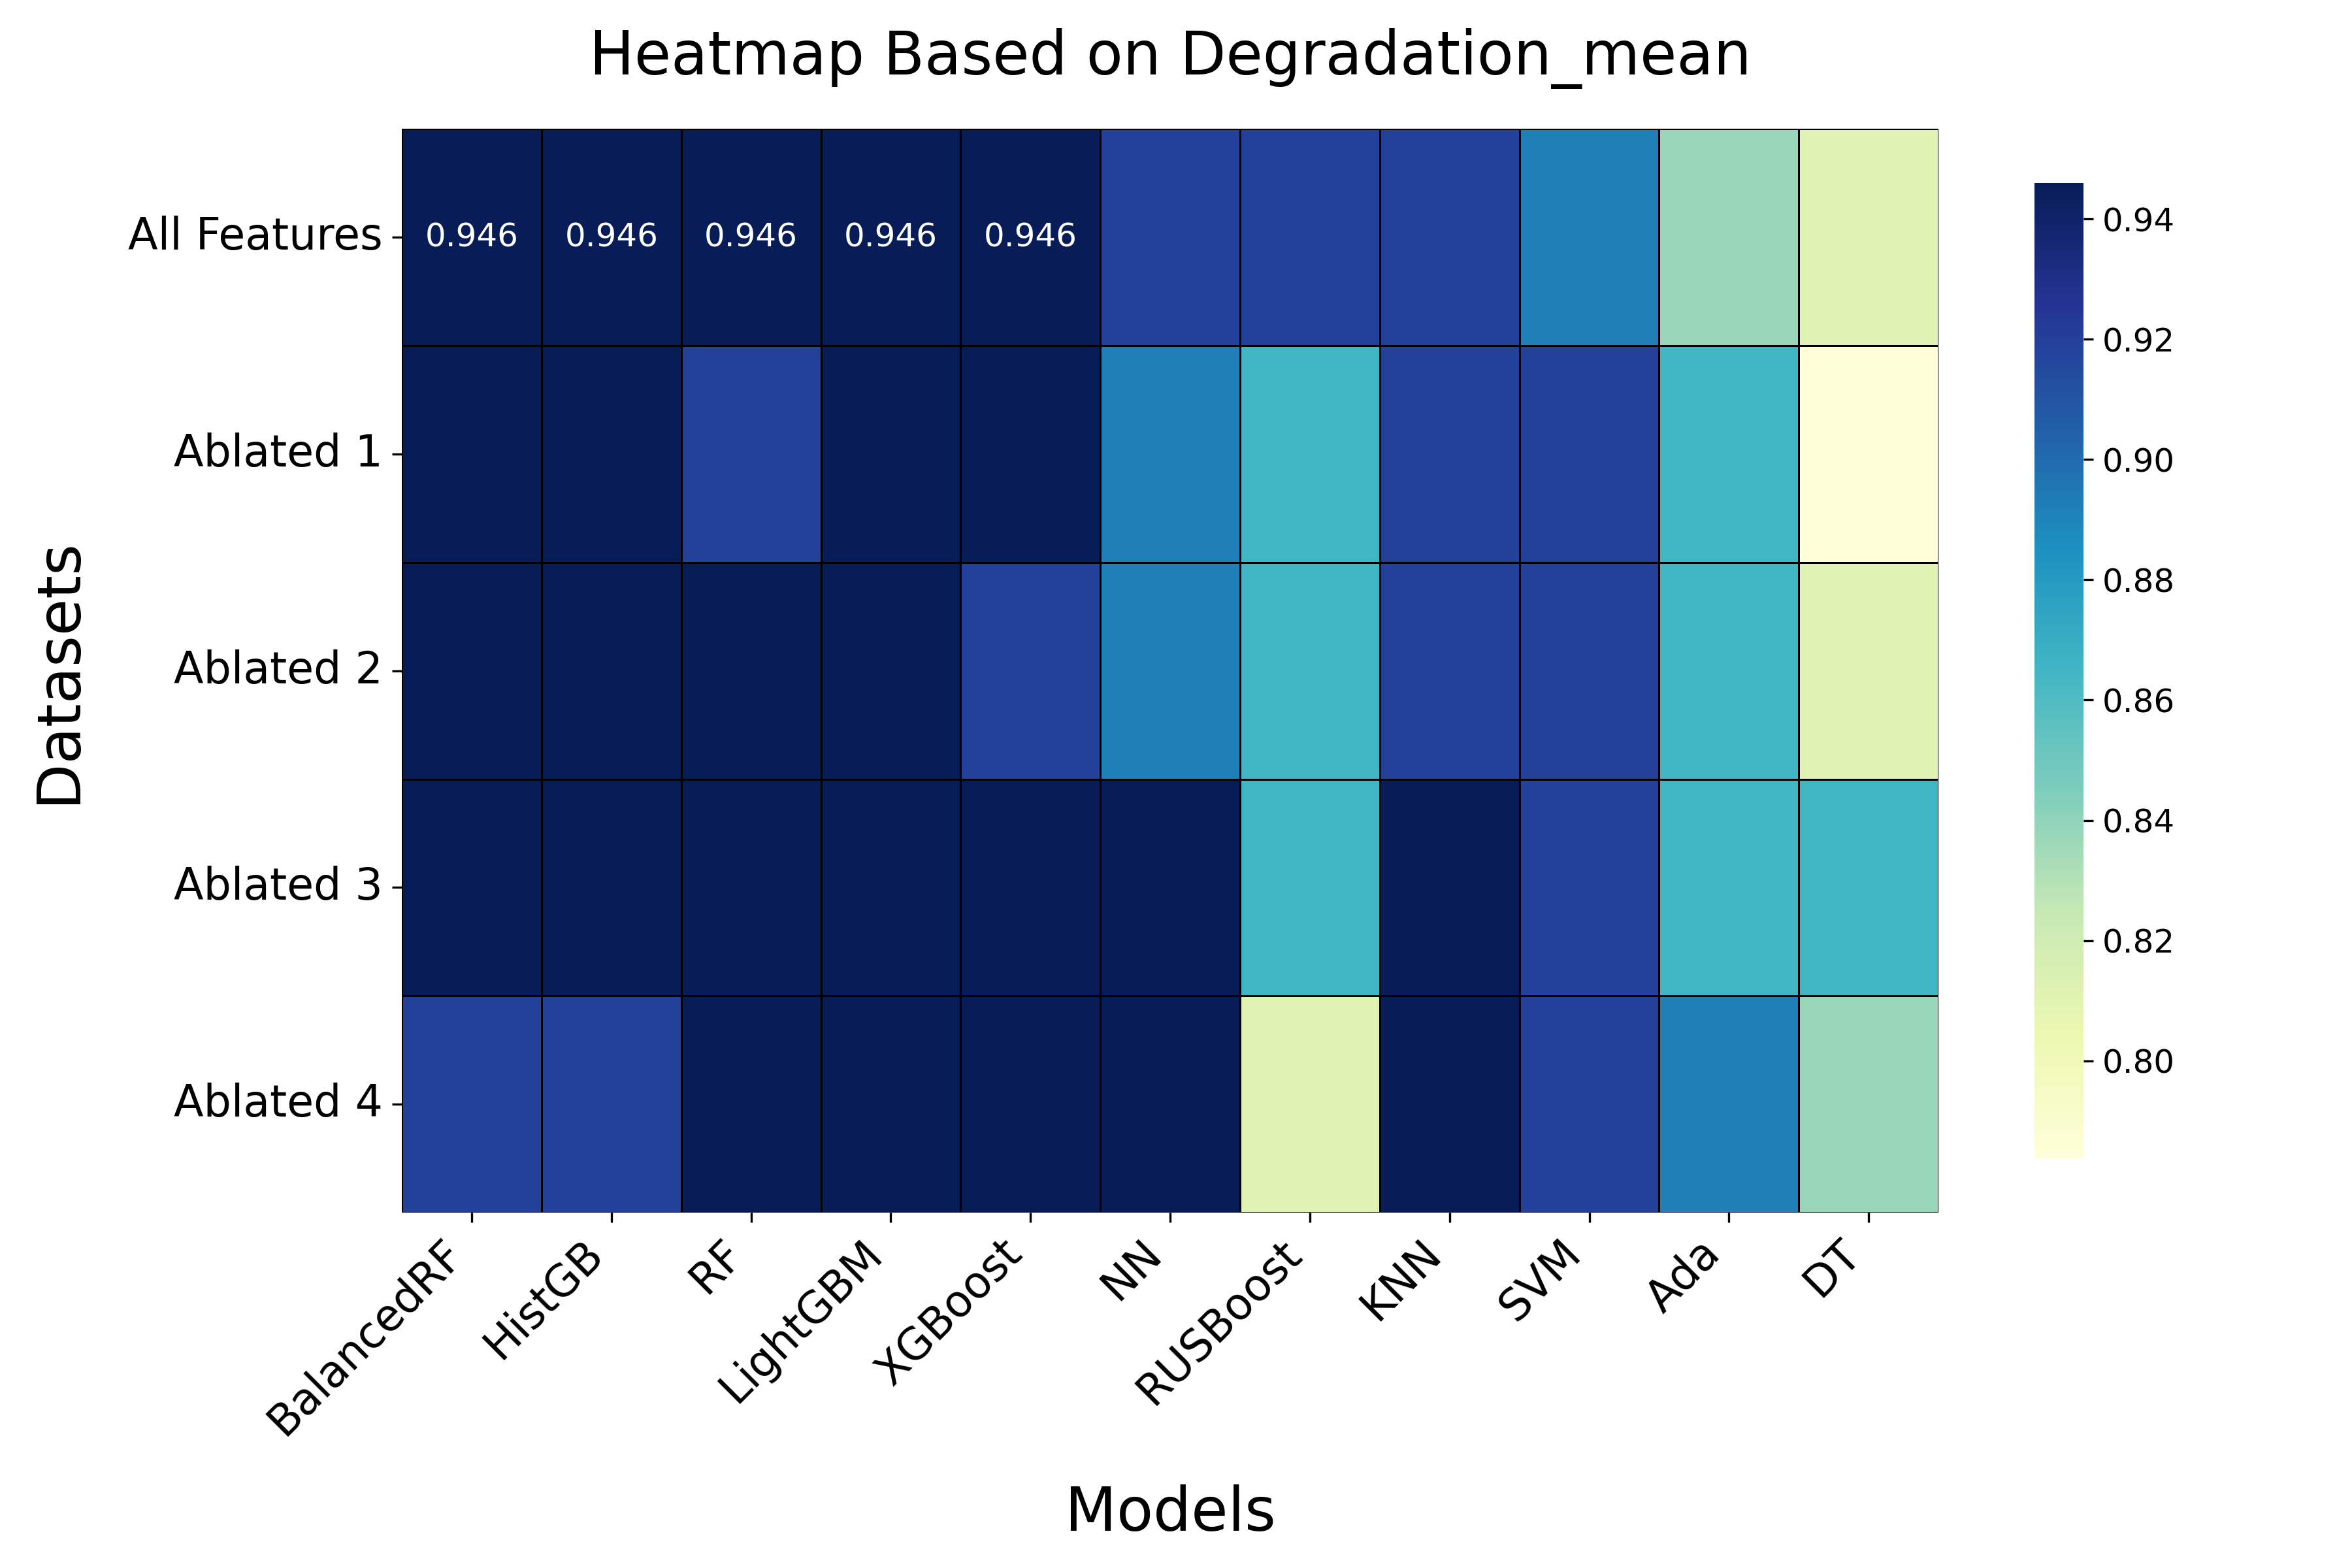 Heatmap Based on Degradation_mean
Datasets
All Features
0.946 0.946 0.946 0.946 0.946
Ablated 1
Ablated 2
Ablated 3
Ablated 4
0.94
0.92
0.90
0.88
0.86
0.84
0.82
0.80
BalancedRF
HistGB
RF
LightGBM
XGBoost
NN
RUSBoost
KNN
SVM
Ada
DT
Models